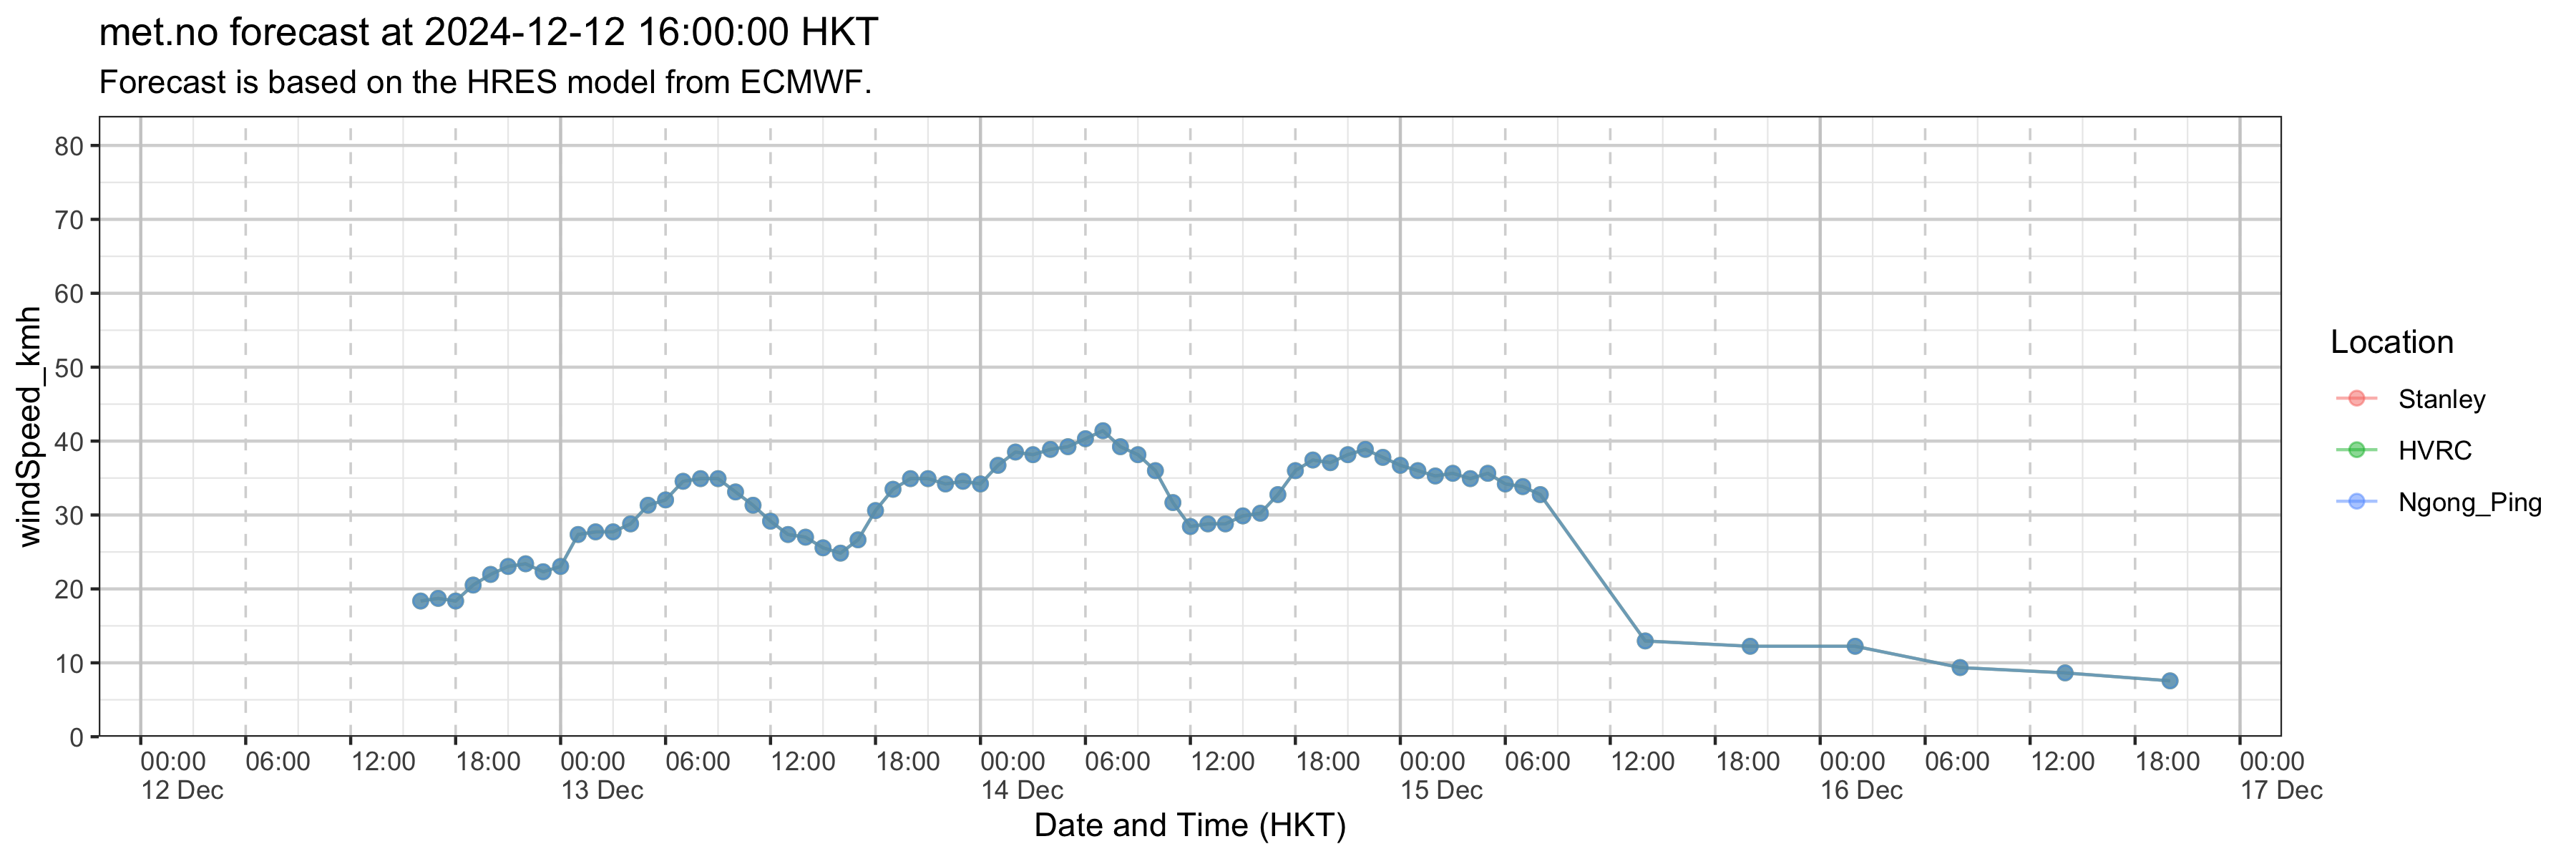 met.no forecast at 2024-12-12 16:00:00 HKT
Forecast is based on the HRES model from ECMWF.
windSpeed_kmh
80
70
60
50
40
30
20
10
0
00:00 06:00 12:00 18:00 00:00 06:00 12:00 18:00 00:00 06:00 12:00 18:00 00:00 06:00 12:00 18:00 00:00 06:00 12:00 18:00 00:00
12 Dec 13 Dec 14 Dec 15 Dec 16 Dec 17 Dec
Date and Time (HKT)
Location
Stanley
HVRC
Ngong_Ping